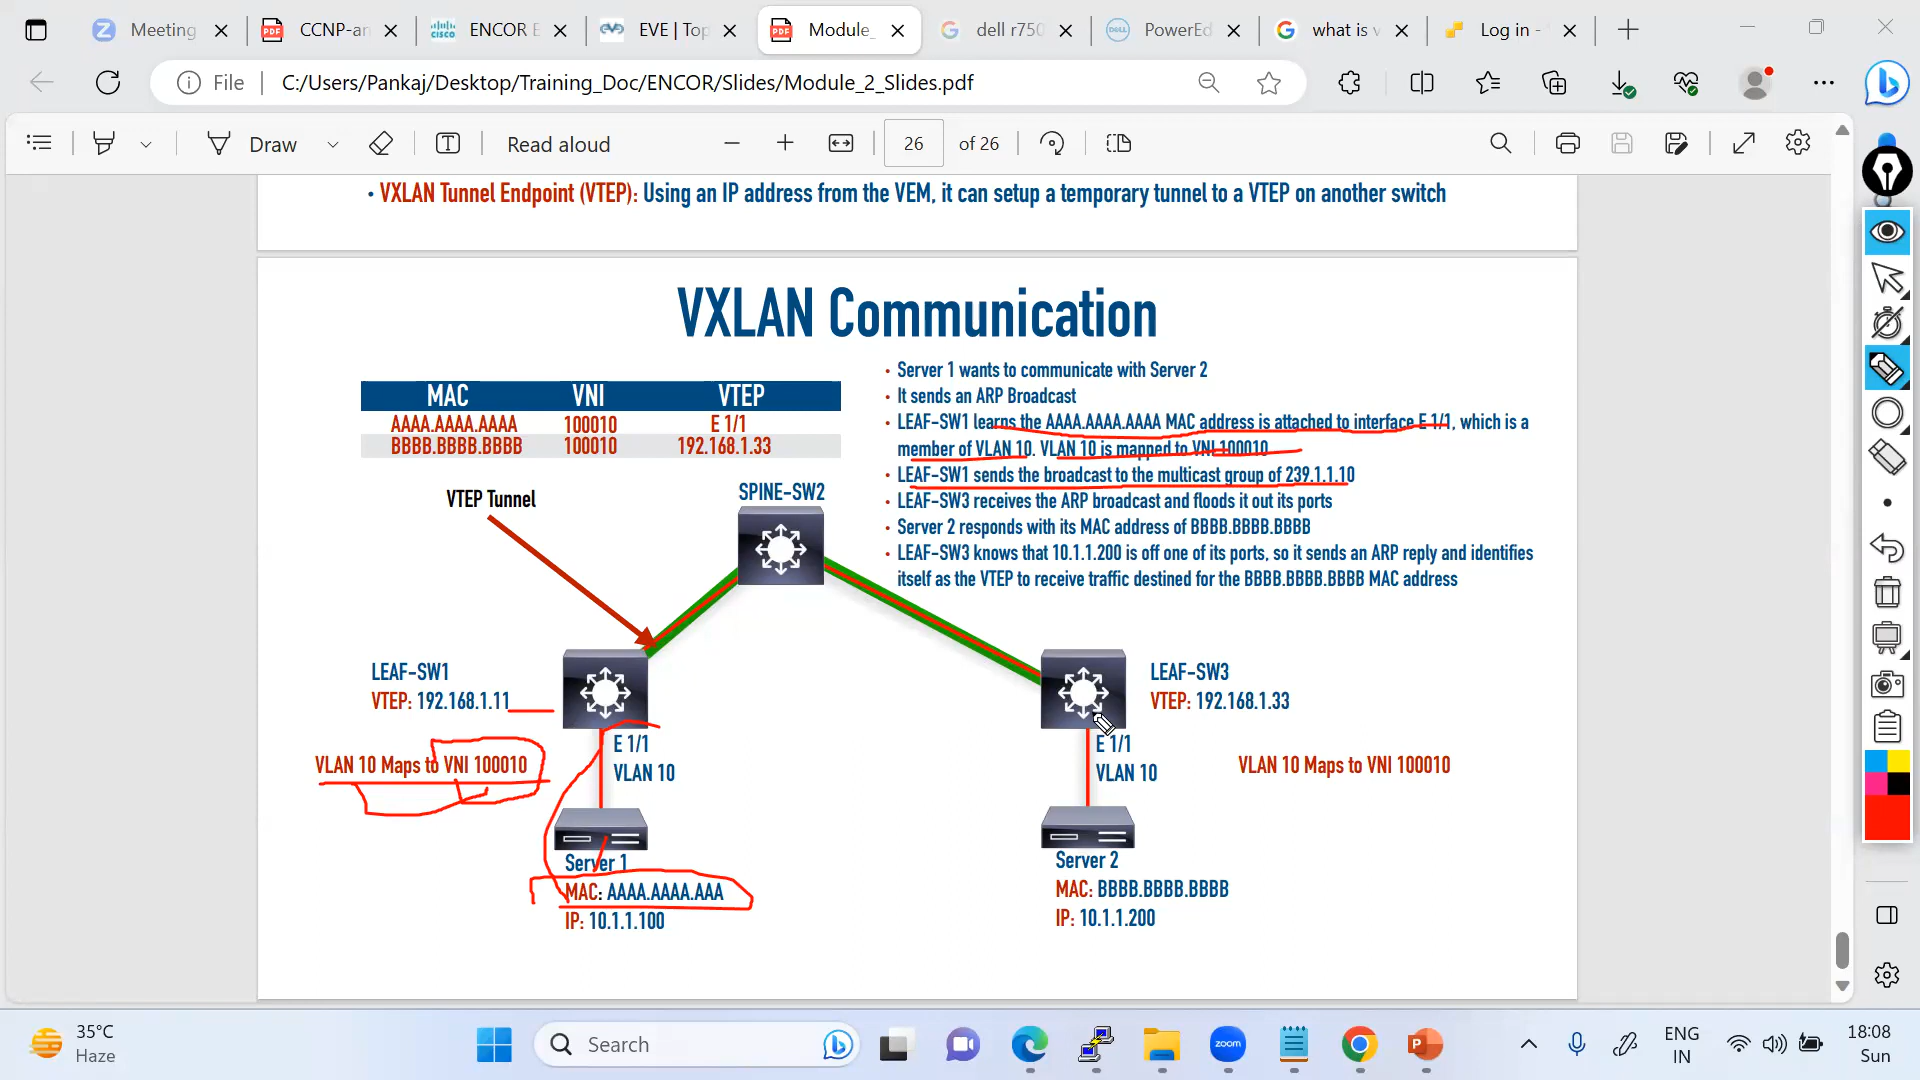 Meeting
CCNP-an
ENCOR E
EVE | Top
Module_
dell r750
PowerEd
what is v
Log in -
File
C:/Users/Pankaj/Desktop/Training_Doc/ENCOR/Slides/Module_2_Slides.pdf
Draw
Read aloud
26
of 26
• VXLAN Tunnel Endpoint (VTEP): Using an IP address from the VEM, it can setup a temporary tunnel to a VTEP on another switch
VXLAN Communication
MAC VNI VTEP
AAAA.AAAA.AAAA 100010 E 1/1
BBBB.BBBB.BBBB 100010 192.168.1.33
• Server 1 wants to communicate with Server 2
• It sends an ARP Broadcast
• LEAF-SW1 learns the AAAA.AAAA.AAAA MAC address is attached to interface E 1/1, which is a
member of VLAN 10. VLAN 10 is mapped to VNI 100010
• LEAF-SW1 sends the broadcast to the multicast group of 239.1.1.10
• LEAF-SW3 receives the ARP broadcast and floods it out its ports
• Server 2 responds with its MAC address of BBBB.BBBB.BBBB
• LEAF-SW3 knows that 10.1.1.200 is off one of its ports, so it sends an ARP reply and identifies
itself as the VTEP to receive traffic destined for the BBBB.BBBB.BBBB MAC address
VTEP Tunnel
SPINE-SW2
LEAF-SW1
VTEP: 192.168.1.11
LEAF-SW3
VTEP: 192.168.1.33
E 1/1
VLAN 10
E 1/1
VLAN 10
VLAN 10 Maps to VNI 100010
VLAN 10 Maps to VNI 100010
Server 1
MAC: AAAA.AAAA.AAA
IP: 10.1.1.100
Server 2
MAC: BBBB.BBBB.BBBB
IP: 10.1.1.200
35°C
Haze
Search
zoom
ENG
IN
18:08
Sun